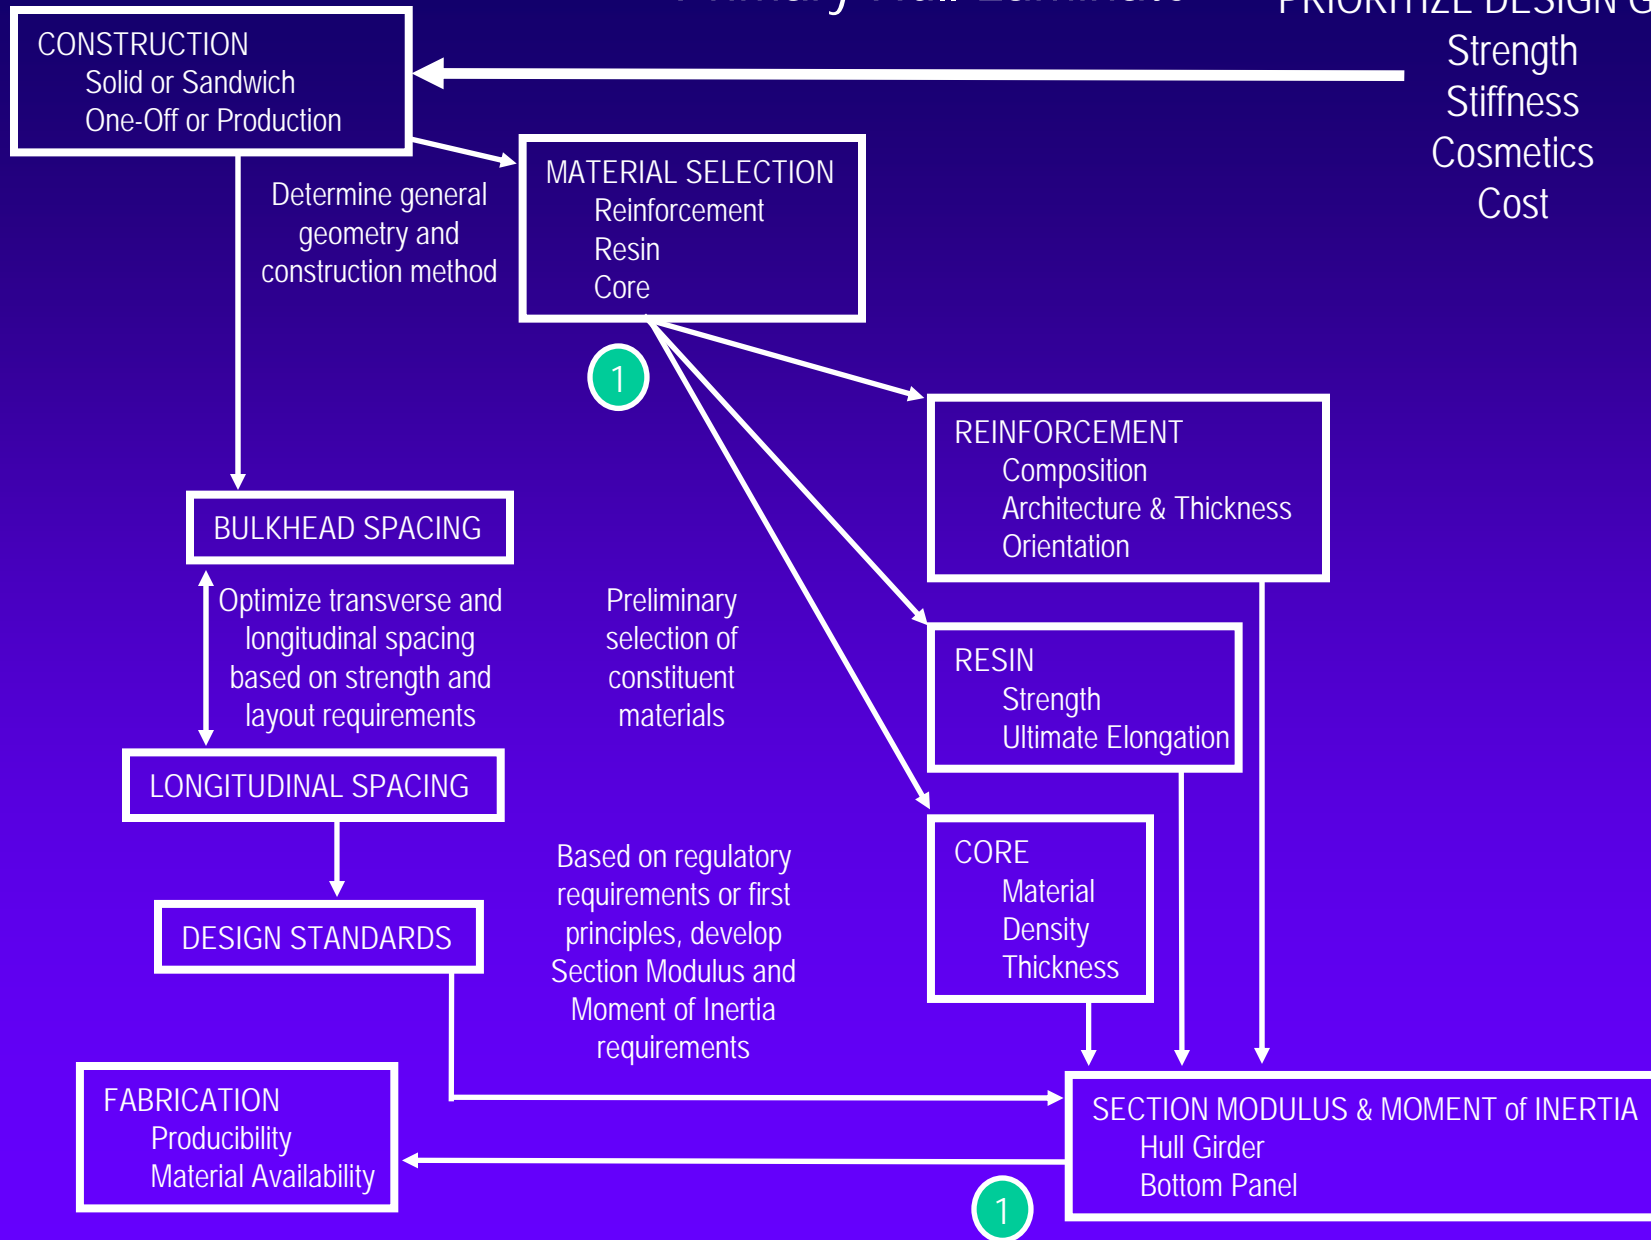 Primary Hull Laminate
PRIORITIZE DESIGN G
Strength
Stiffness
Cosmetics
Cost
CONSTRUCTION
Solid or Sandwich
One-Off or Production
Determine general
geometry and
construction method
MATERIAL SELECTION
Reinforcement
Resin
Core
1
REINFORCEMENT
Composition
Architecture & Thickness
Orientation
BULKHEAD SPACING
Optimize transverse and
longitudinal spacing
based on strength and
layout requirements
Preliminary
selection of
constituent
materials
RESIN
Strength
Ultimate Elongation
LONGITUDINAL SPACING
Based on regulatory
requirements or first
principles, develop
Section Modulus and
Moment of Inertia
requirements
CORE
Material
Density
Thickness
DESIGN STANDARDS
FABRICATION
Producibility
Material Availability
SECTION MODULUS & MOMENT of INERTIA
Hull Girder
Bottom Panel
1